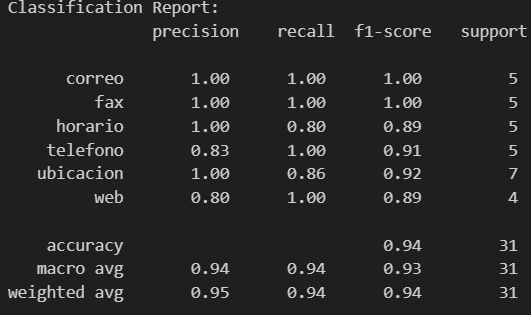 Classification Report:
precision recall f1-score support
correo 1.00 1.00 1.00 5
fax 1.00 1.00 1.00 5
horario 1.00 0.80 0.89 5
telefono 0.83 1.00 0.91 5
ubicacion 1.00 0.86 0.92 7
web 0.80 1.00 0.89 4
accuracy 0.94 31
macro avg 0.94 0.94 0.93 31
weighted avg 0.95 0.94 0.94 31